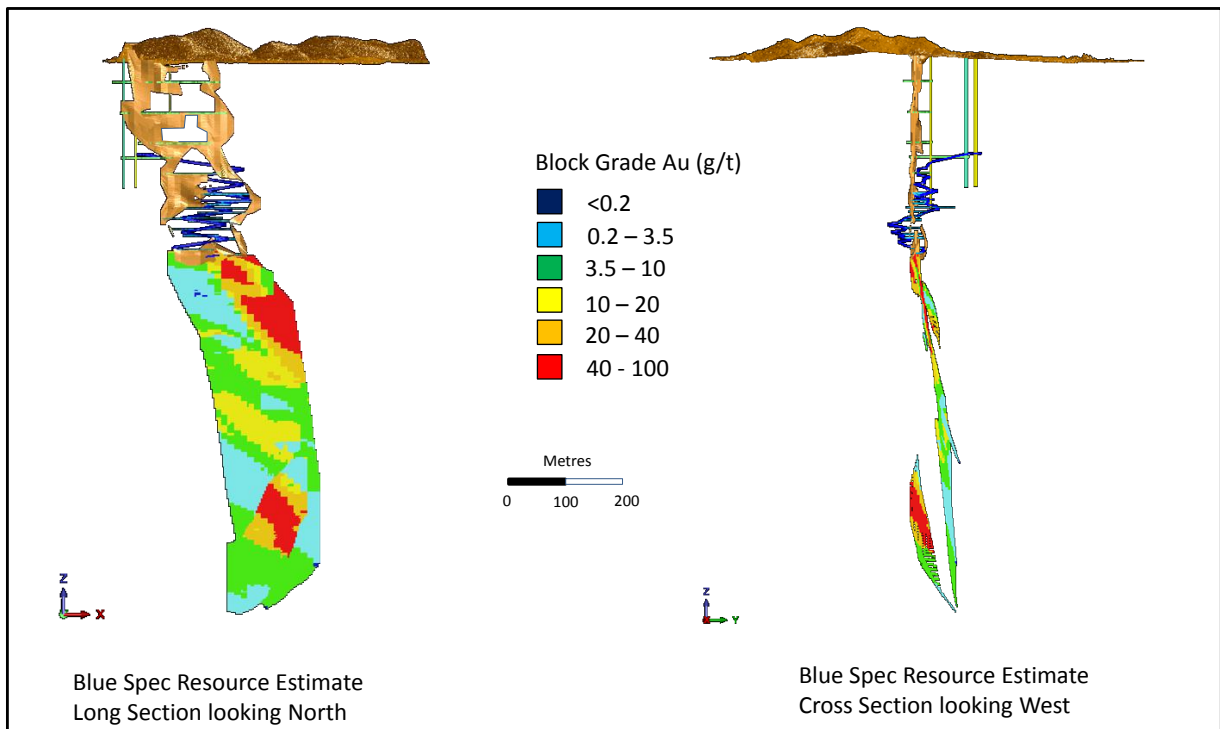 Block Grade Au (g/t)
<0.2
0.2 – 3.5
3.5 – 10
10 – 20
20 – 40
40 - 100
Metres
0 100 200
Z
X
Z
Y
Blue Spec Resource Estimate
Long Section looking North
Blue Spec Resource Estimate
Cross Section looking West